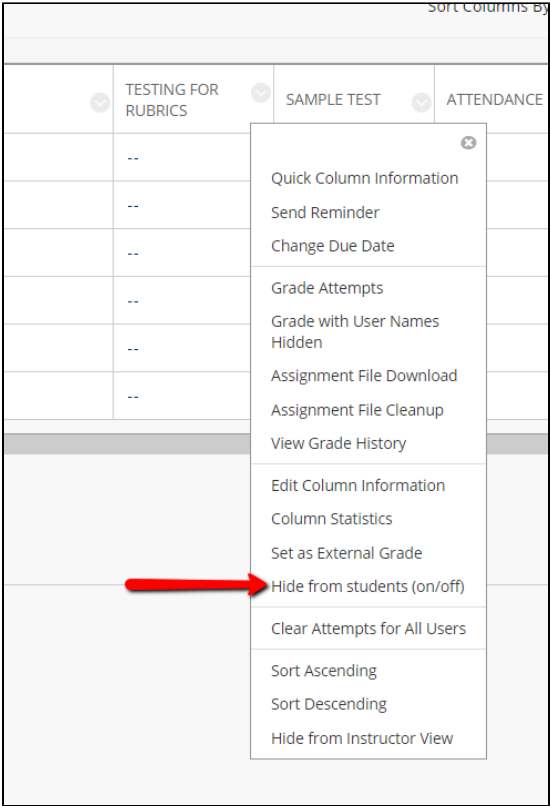 Sort Columns By
TESTING FOR
RUBRICS
SAMPLE TEST
ATTENDANCE
--
--
--
--
--
--
Quick Column Information
Send Reminder
Change Due Date
Grade Attempts
Grade with User Names
Hidden
Assignment File Download
Assignment File Cleanup
View Grade History
Edit Column Information
Column Statistics
Set as External Grade
Hide from students (on/off)
Clear Attempts for All Users
Sort Ascending
Sort Descending
Hide from Instructor View